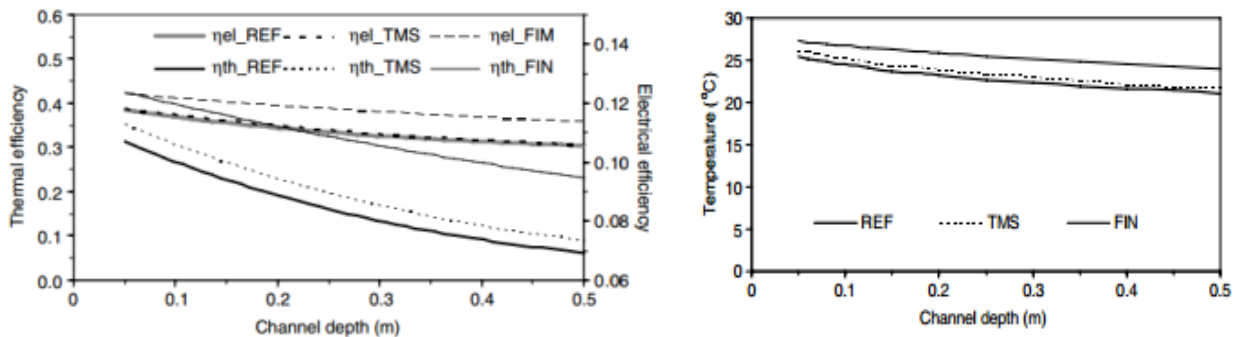 0.6
0.5
0.4
0.3
0.2
0.1
0.0
Thermal efficiency
ηel_REF ηel_TMS ηel_FIM
ηth_REF ηth_TMS ηth_FIN
0.14
0.12
0.10
0.08
0.06
Electrical efficiency
0 0.1 0.2 0.3 0.4 0.5
Channel depth (m)
30
25
20
15
10
5
0
Temperature (°C)
REF TMS FIN
0 0.1 0.2 0.3 0.4 0.5
Channel depth (m)